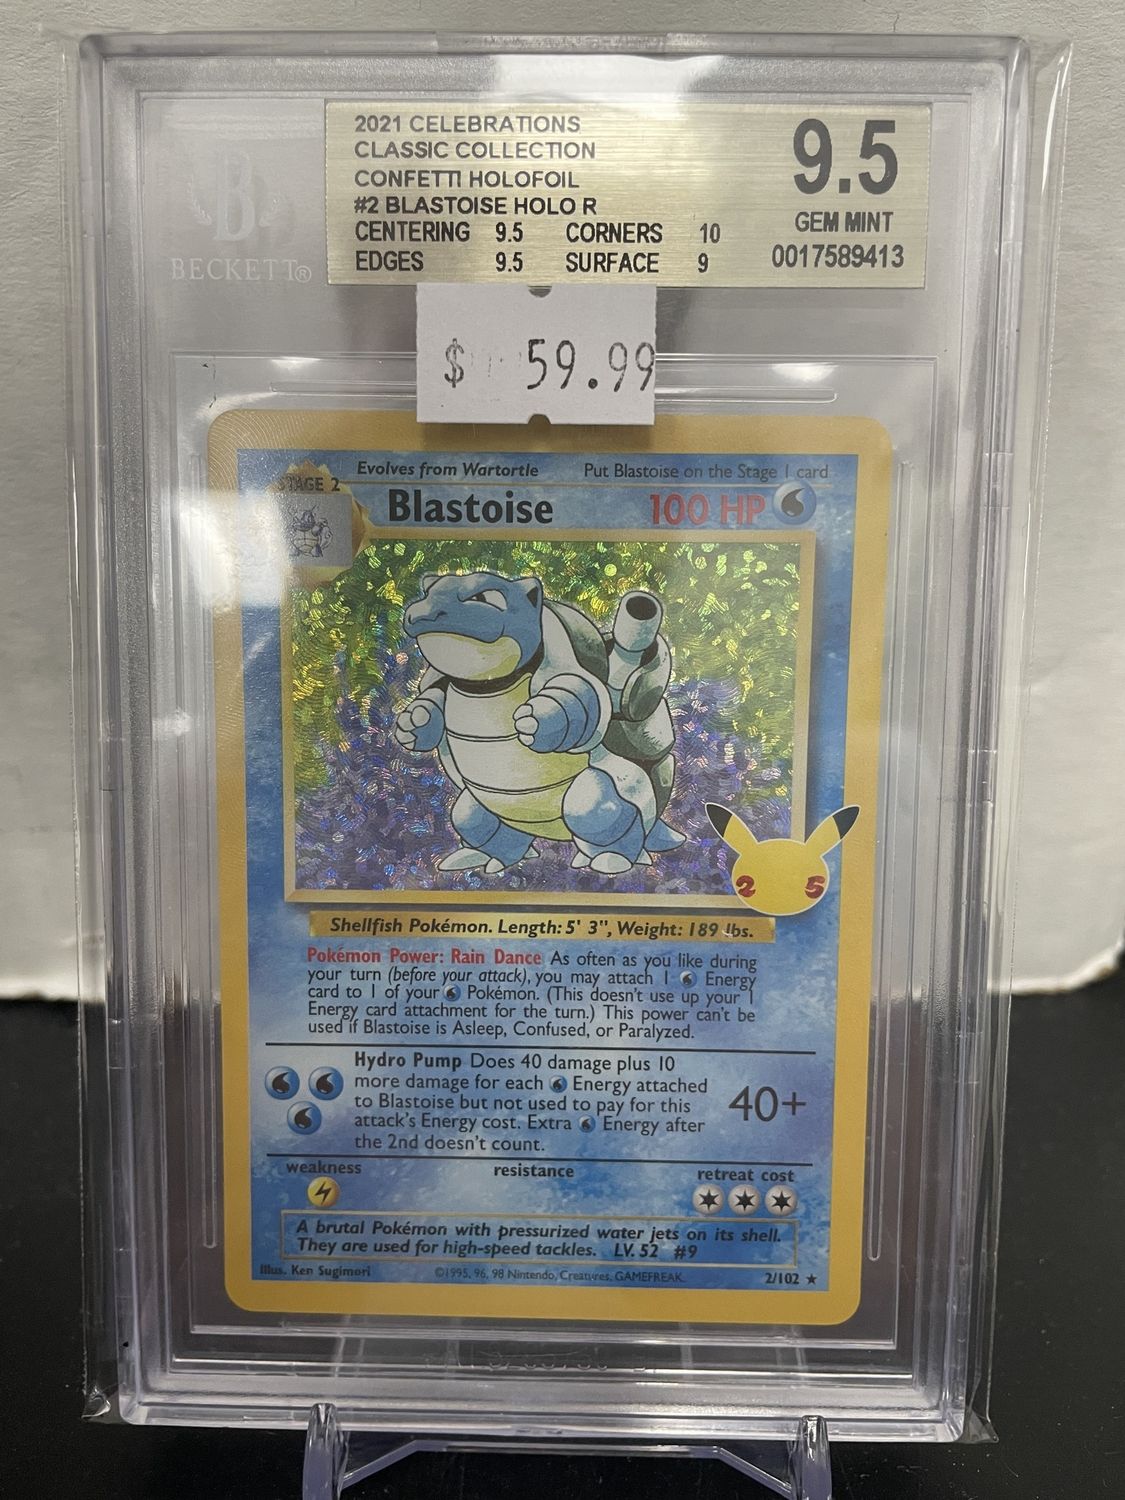 2021 CELEBRATIONS
CLASSIC COLLECTION
CONFETTI HOLOFOIL
#2 BLASTOISE HOLO R
CENTERING 9.5 CORNERS 10
EDGES 9.5 SURFACE 9
9.5
GEM MINT
0017589413
B
BECKETT®
$ 59.99
STAGE 2
Evolves from Wartortle Put Blastoise on the Stage 1 card
Blastoise 100 HP
2 5
Shellfish Pokémon. Length: 5' 3", Weight: 189 lbs.
Pokémon Power: Rain Dance As often as you like during
your turn (before your attack), you may attach 1 Energy
card to 1 of your Pokémon. (This doesn't use up your 1
Energy card attachment for the turn.) This power can't be
used if Blastoise is Asleep, Confused, or Paralyzed.
Hydro Pump Does 40 damage plus 10
more damage for each Energy attached
to Blastoise but not used to pay for this
attack's Energy cost. Extra Energy after
the 2nd doesn't count.
40+
weakness resistance retreat cost
A brutal Pokémon with pressurized water jets on its shell.
They are used for high-speed tackles. LV. 52 #9
Illus. Ken Sugimori ©1995, 96, 98 Nintendo, Creatures, GAMEFREAK. 2/102 ★